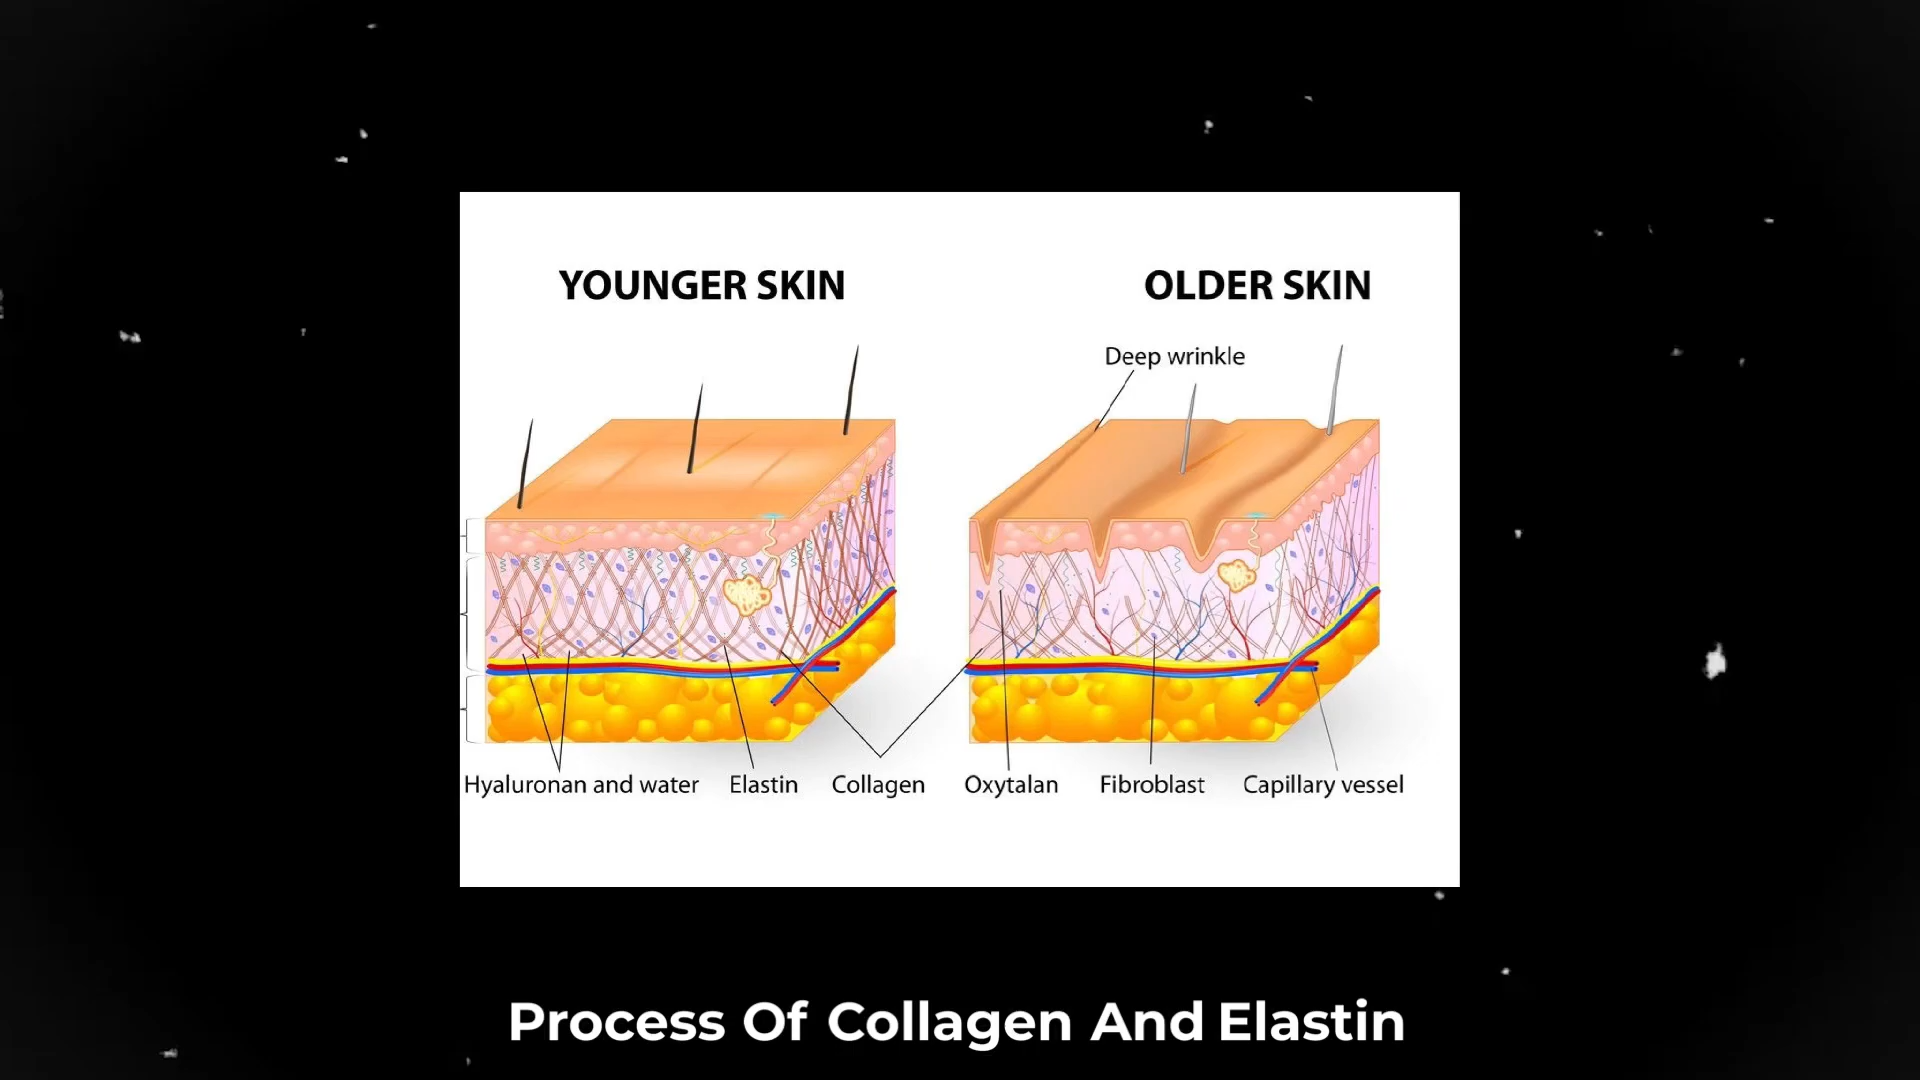 YOUNGER SKIN
OLDER SKIN
Deep wrinkle
Hyaluronan and water
Elastin
Collagen
Oxytalan
Fibroblast
Capillary vessel
Process Of Collagen And Elastin